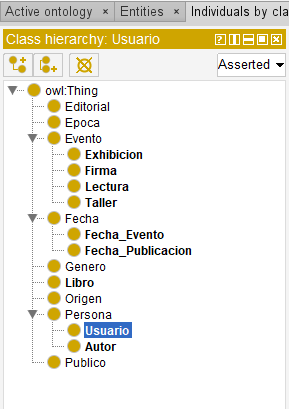 Active ontology × Entities × Individuals by cla
Class hierarchy: Usuario
Asserted
owl:Thing
Editorial
Epoca
Evento
Exhibicion
Firma
Lectura
Taller
Fecha
Fecha_Evento
Fecha_Publicacion
Genero
Libro
Origen
Persona
Usuario
Autor
Publico